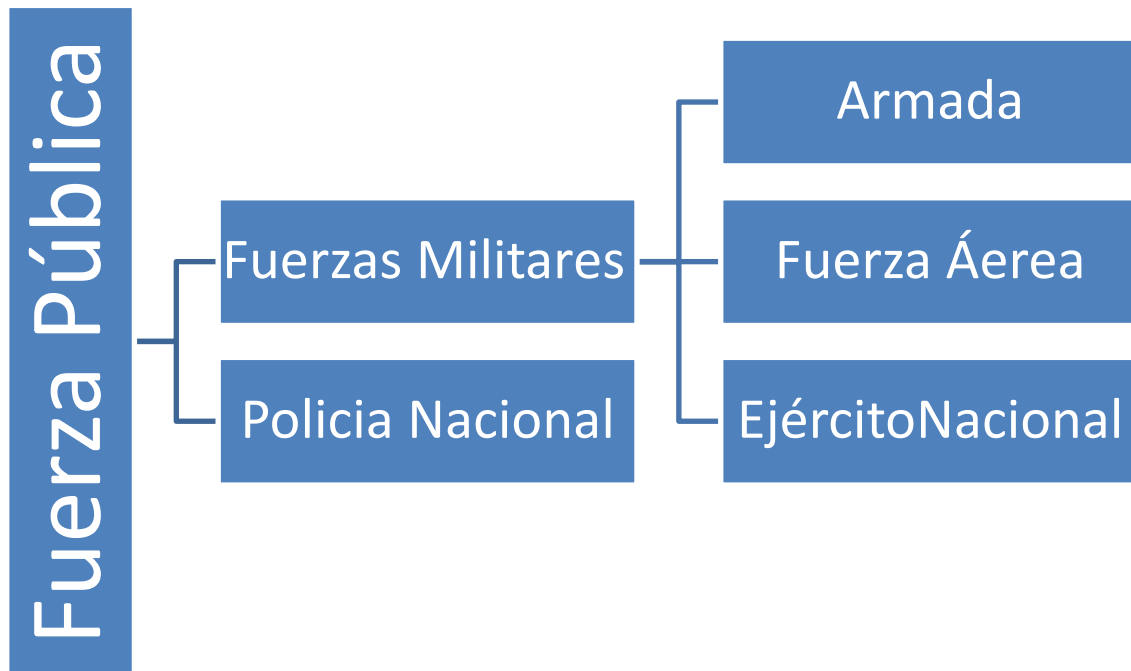 Fuerza Pública
Fuerzas Militares
Policia Nacional
Armada
Fuerza Áerea
EjércitoNacional